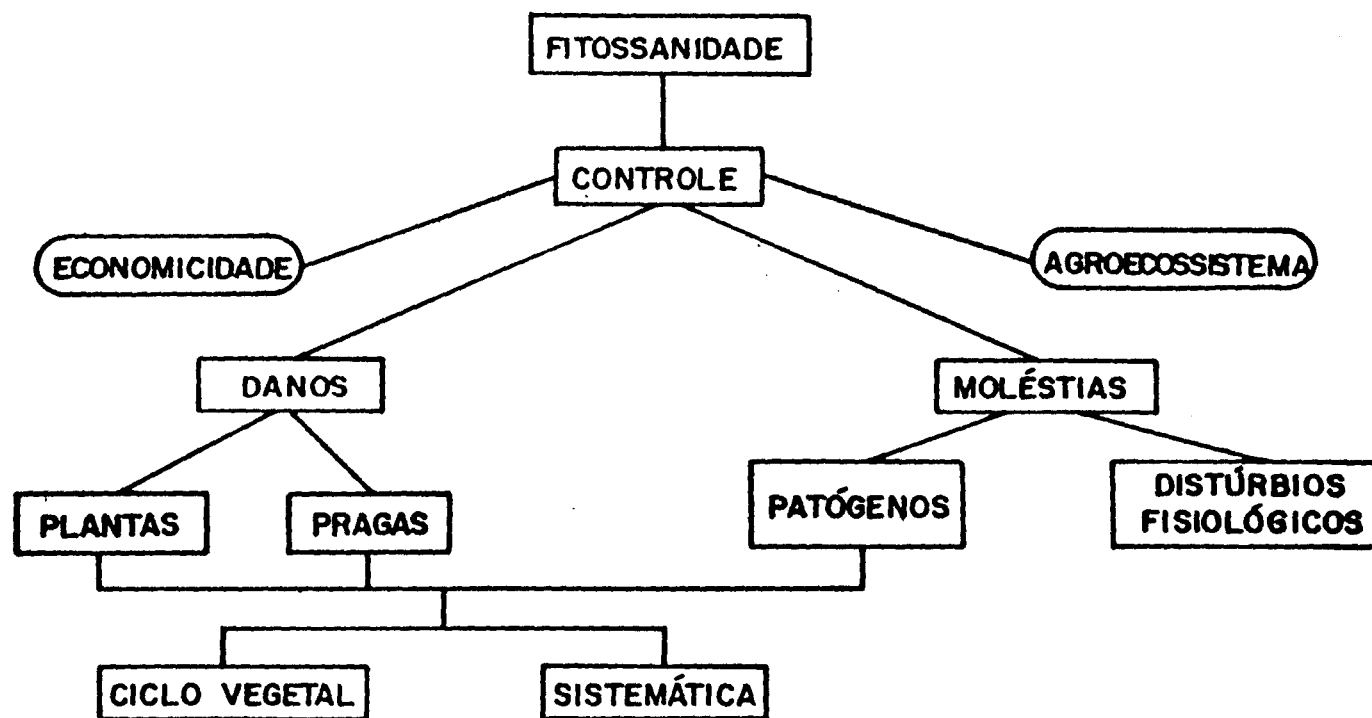 FITOSSANIDADE
CONTROLE
ECONOMICIDADE
AGROECOSSISTEMA
DANOS
MOLÉSTIAS
PLANTAS
PRAGAS
PATÓGENOS
DISTÚRBIOS
FISIOLÓGICOS
CICLO VEGETAL
SISTEMÁTICA